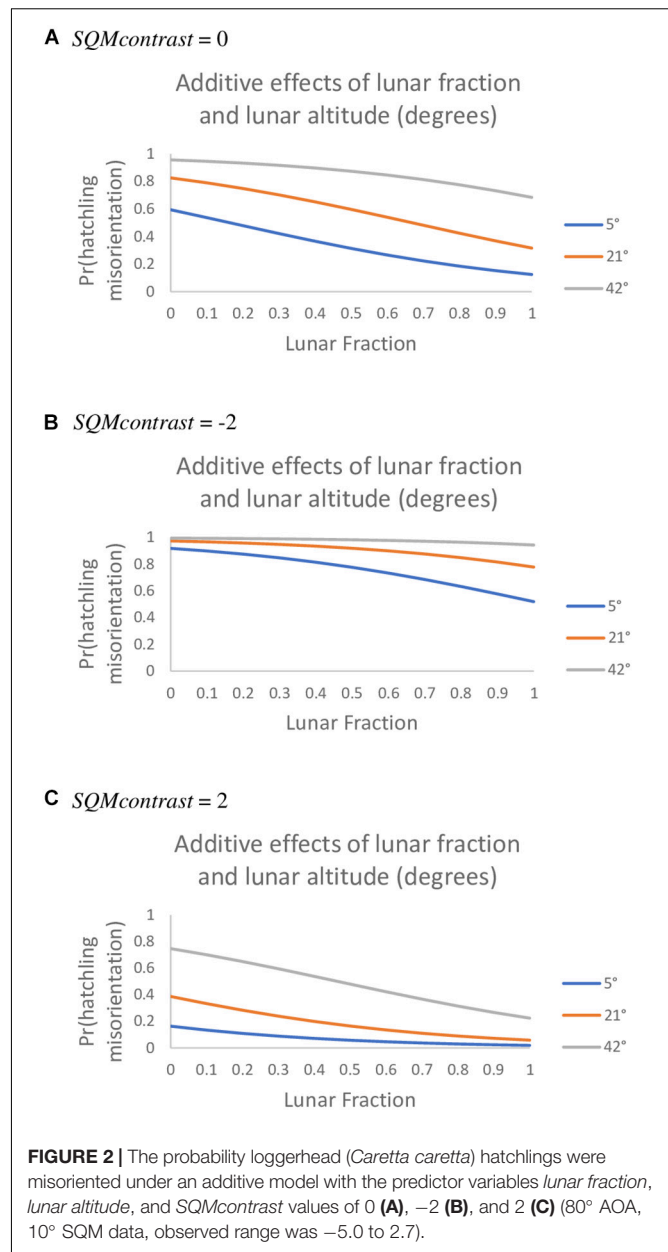 A SQMcontrast = 0
Additive effects of lunar fraction
and lunar altitude (degrees)
Pr(hatchling
misorientation)
1
0.8
0.6
0.4
0.2
0
0 0.1 0.2 0.3 0.4 0.5 0.6 0.7 0.8 0.9 1
Lunar Fraction
5°
21°
42°
B SQMcontrast = -2
Additive effects of lunar fraction
and lunar altitude (degrees)
Pr(hatchling
misorientation)
1
0.8
0.6
0.4
0.2
0
0 0.1 0.2 0.3 0.4 0.5 0.6 0.7 0.8 0.9 1
Lunar Fraction
5°
21°
42°
C SQMcontrast = 2
Additive effects of lunar fraction
and lunar altitude (degrees)
Pr(hatchling
misorientation)
1
0.8
0.6
0.4
0.2
0
0 0.1 0.2 0.3 0.4 0.5 0.6 0.7 0.8 0.9 1
Lunar Fraction
5°
21°
42°
FIGURE 2 | The probability loggerhead (Caretta caretta) hatchlings were
misoriented under an additive model with the predictor variables lunar fraction,
lunar altitude, and SQMcontrast values of 0 (A), −2 (B), and 2 (C) (80° AOA,
10° SQM data, observed range was −5.0 to 2.7).